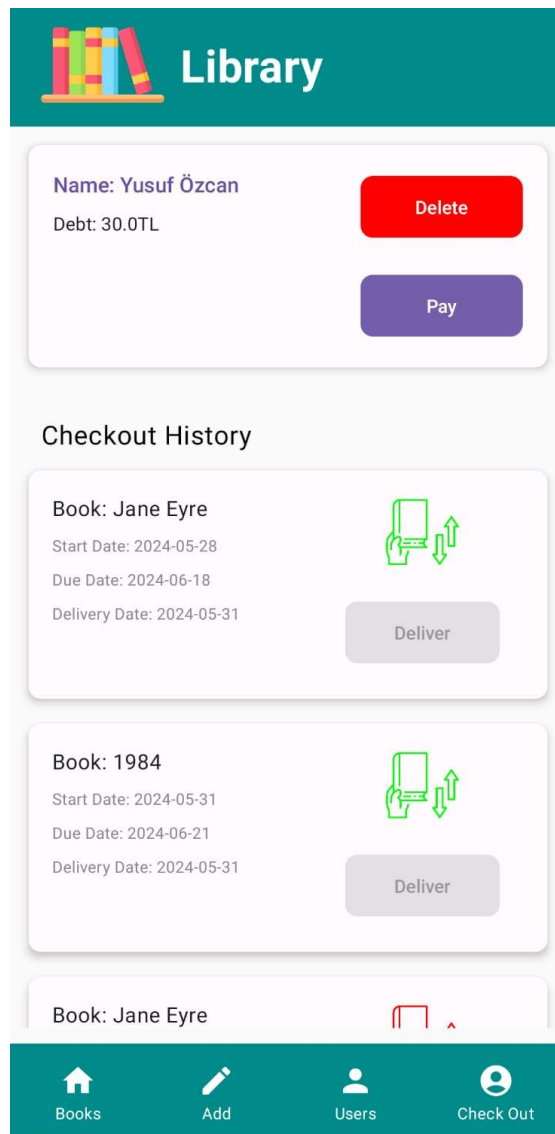 Library
Name: Yusuf Özcan
Debt: 30.0TL
Delete
Pay
Checkout History
Book: Jane Eyre
Start Date: 2024-05-28
Due Date: 2024-06-18
Delivery Date: 2024-05-31
Deliver
Book: 1984
Start Date: 2024-05-31
Due Date: 2024-06-21
Delivery Date: 2024-05-31
Deliver
Book: Jane Eyre
Books
Add
Users
Check Out